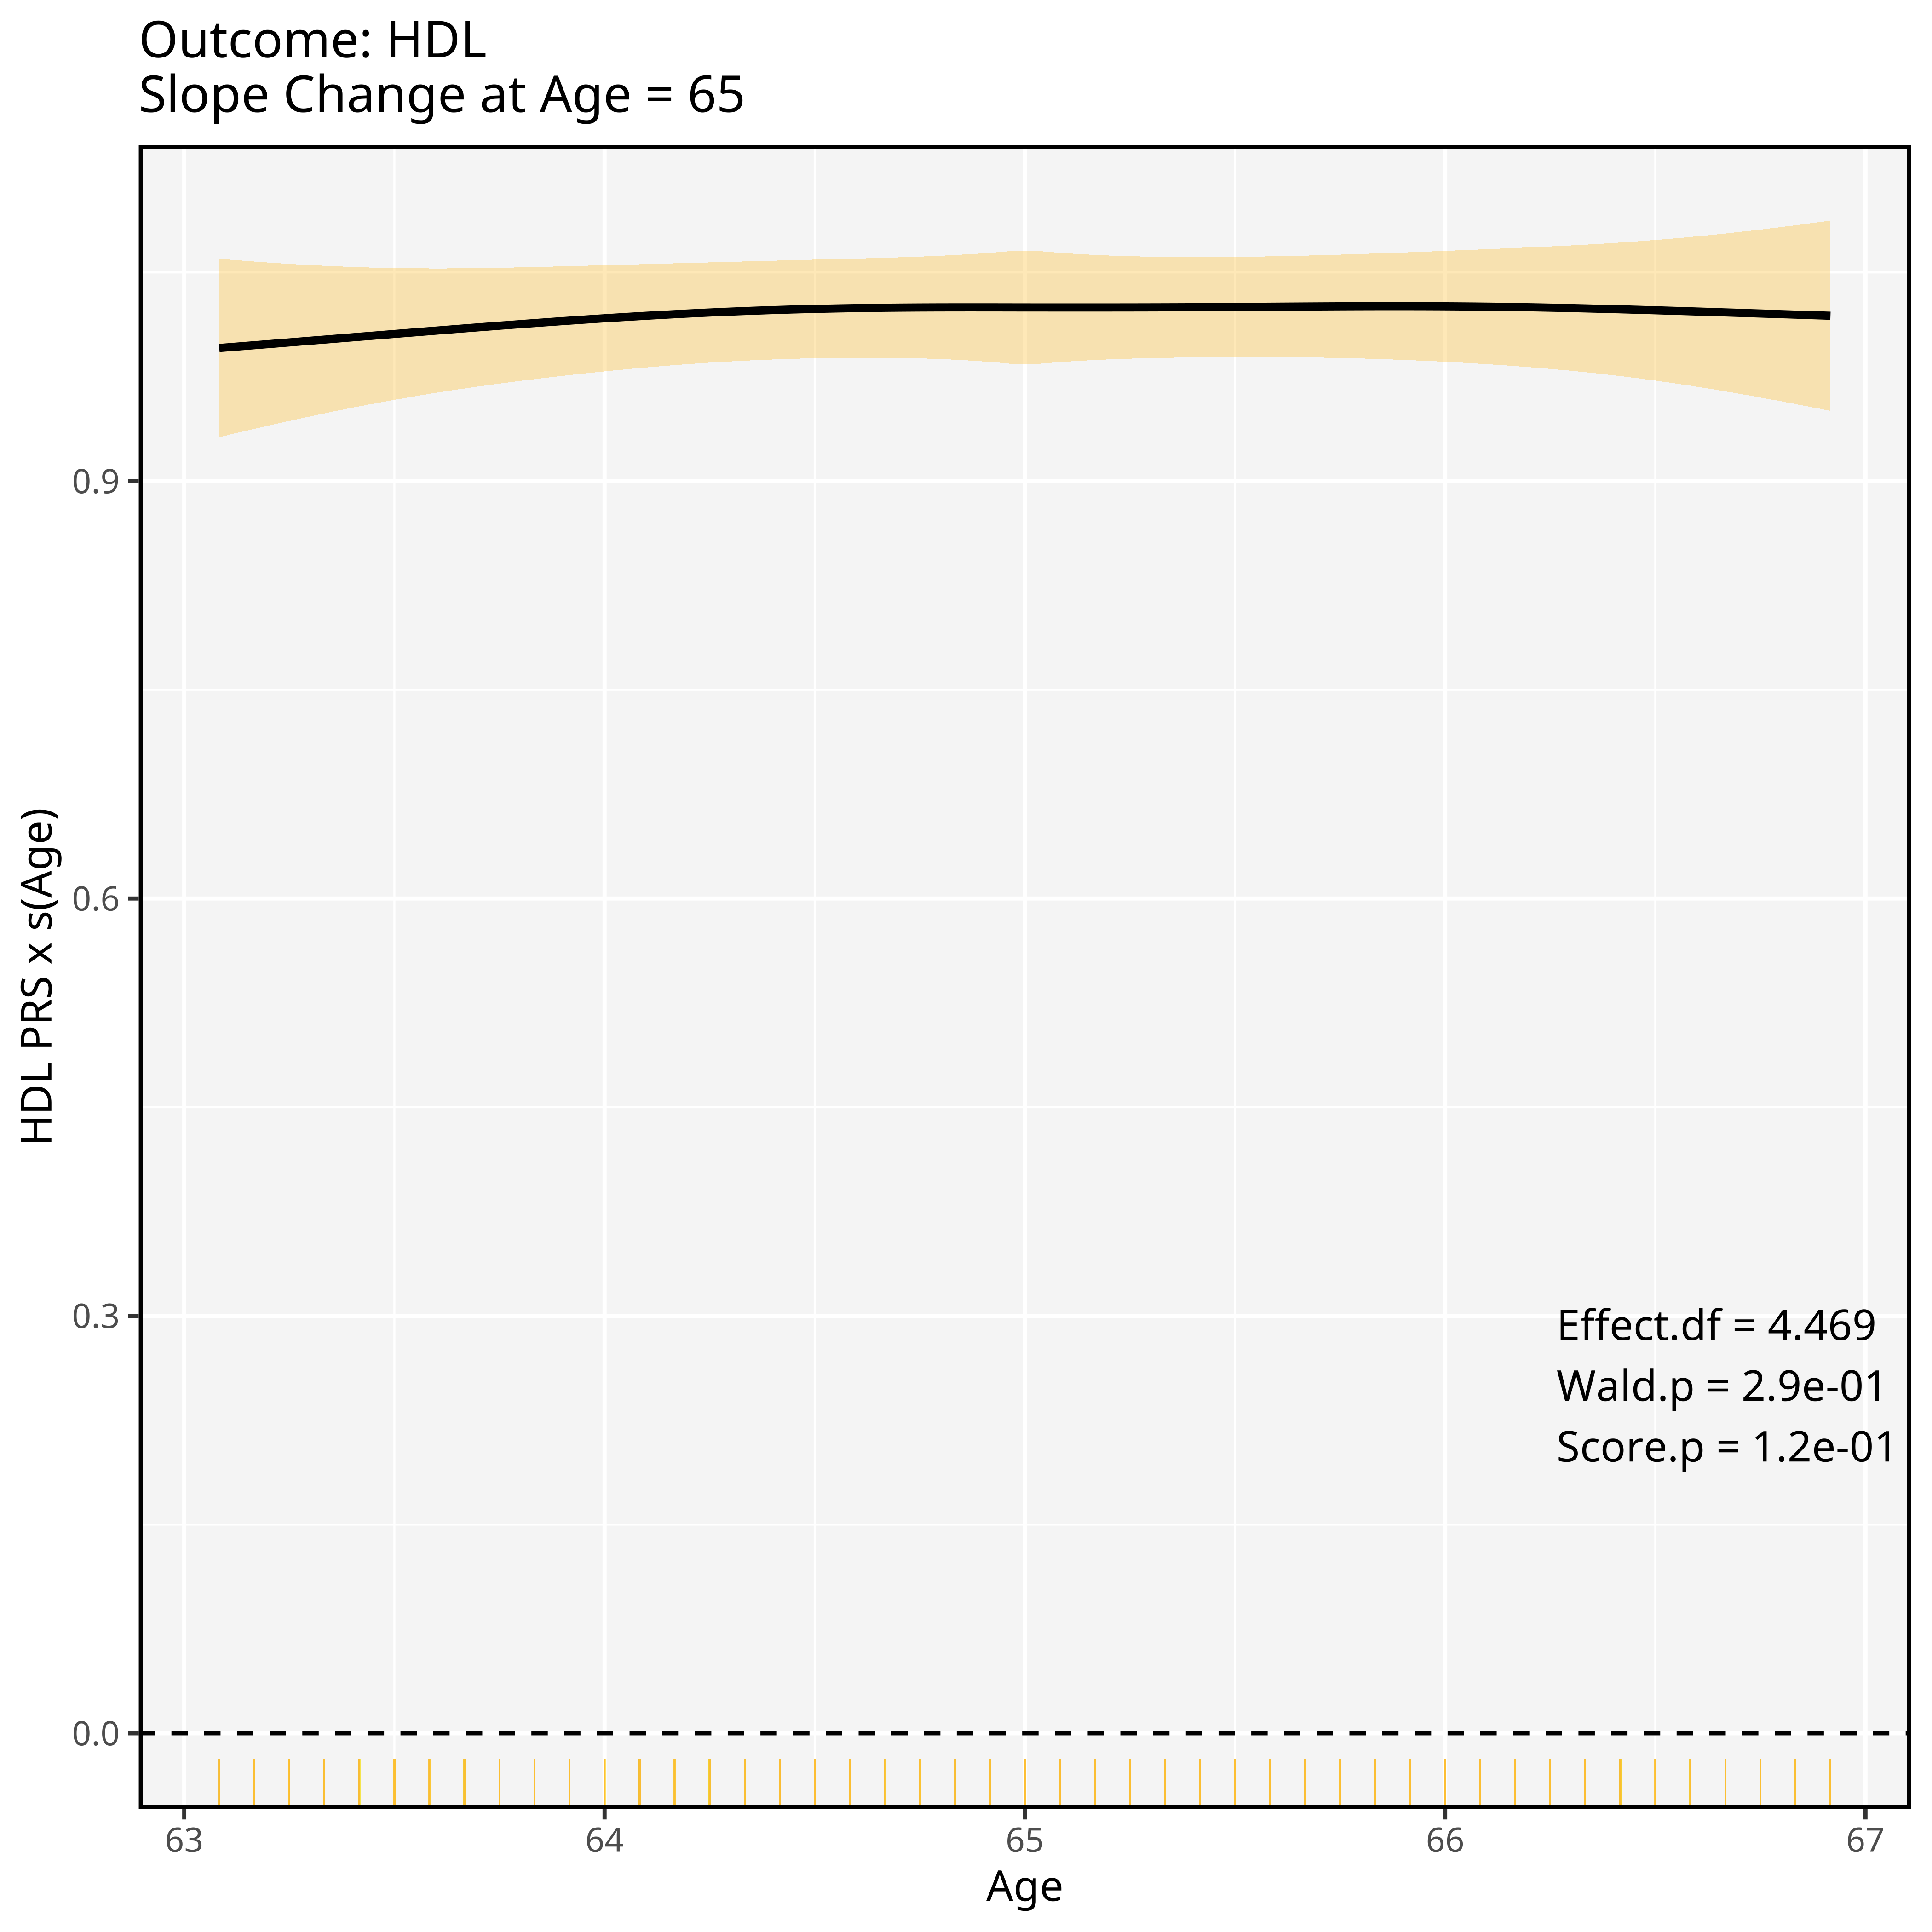 Outcome: HDL
Slope Change at Age = 65
HDL PRS x s(Age)
0.9
0.6
0.3
0.0
Effect.df = 4.469
Wald.p = 2.9e-01
Score.p = 1.2e-01
63 64 65 66 67
Age